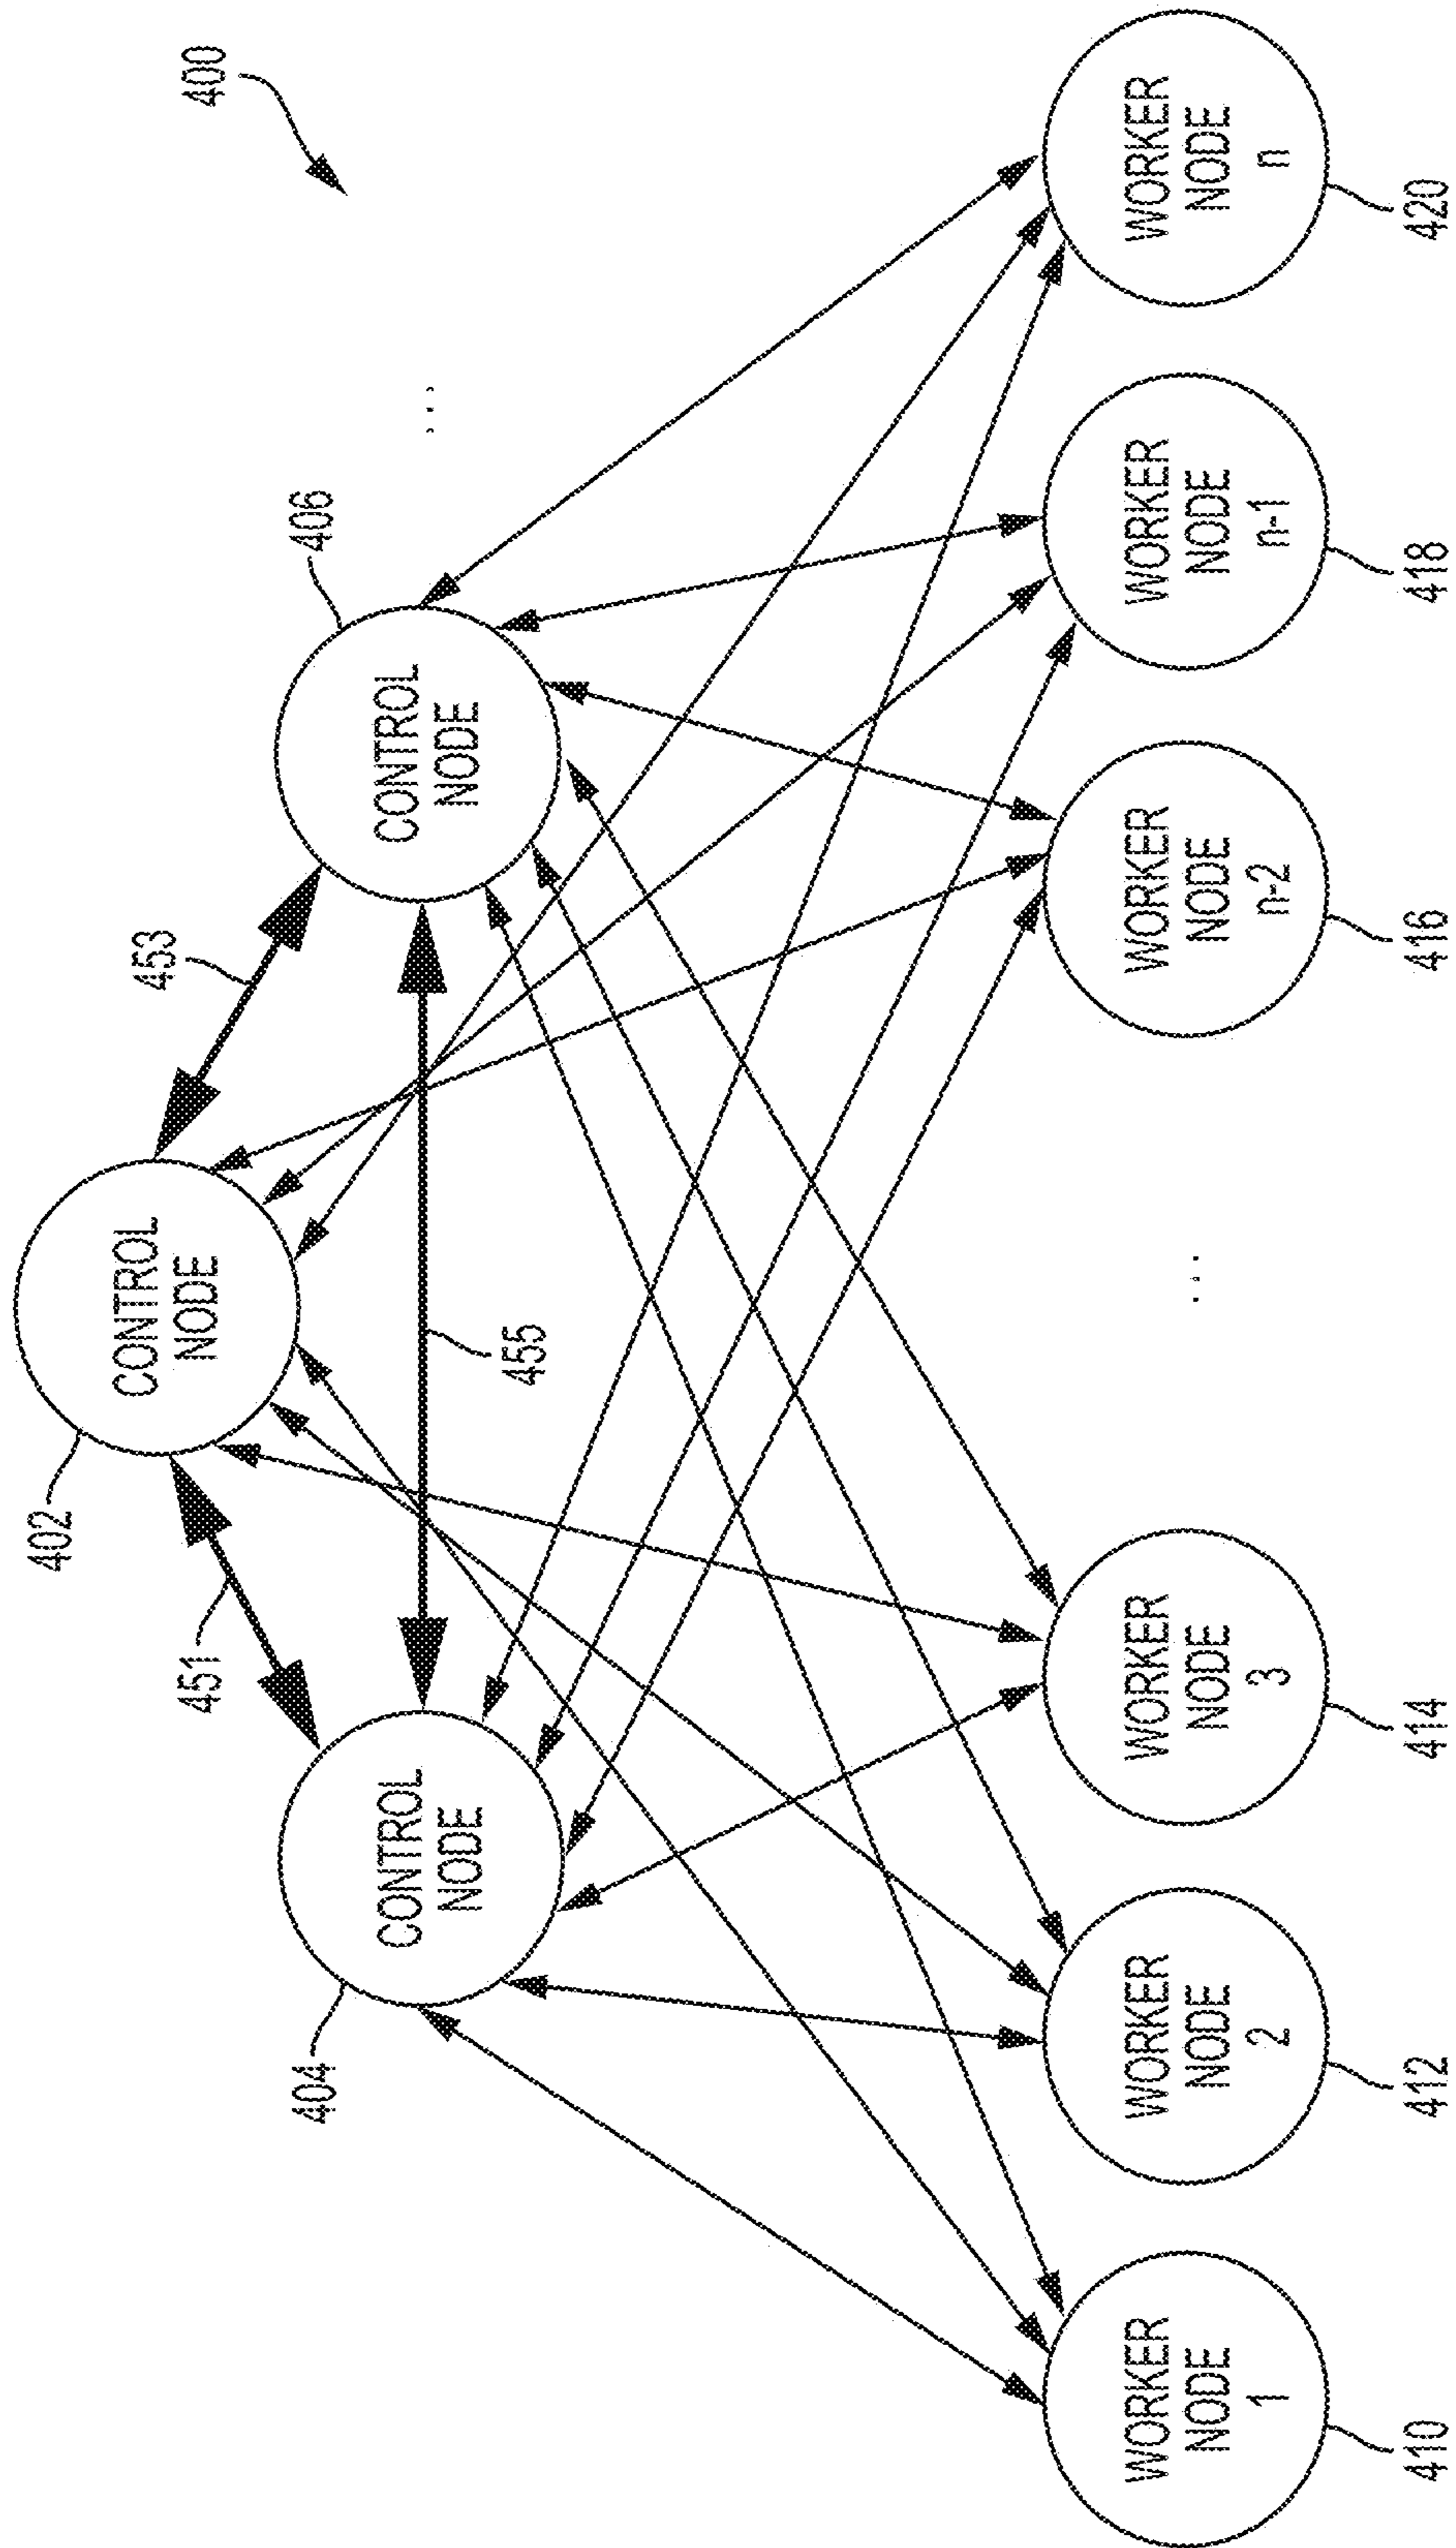 400
402
CONTROL
NODE
451
453
404
CONTROL
NODE
455
406
CONTROL
NODE
...
WORKER
NODE
1
410
WORKER
NODE
2
412
WORKER
NODE
3
414
...
WORKER
NODE
n-2
416
WORKER
NODE
n-1
418
WORKER
NODE
n
420